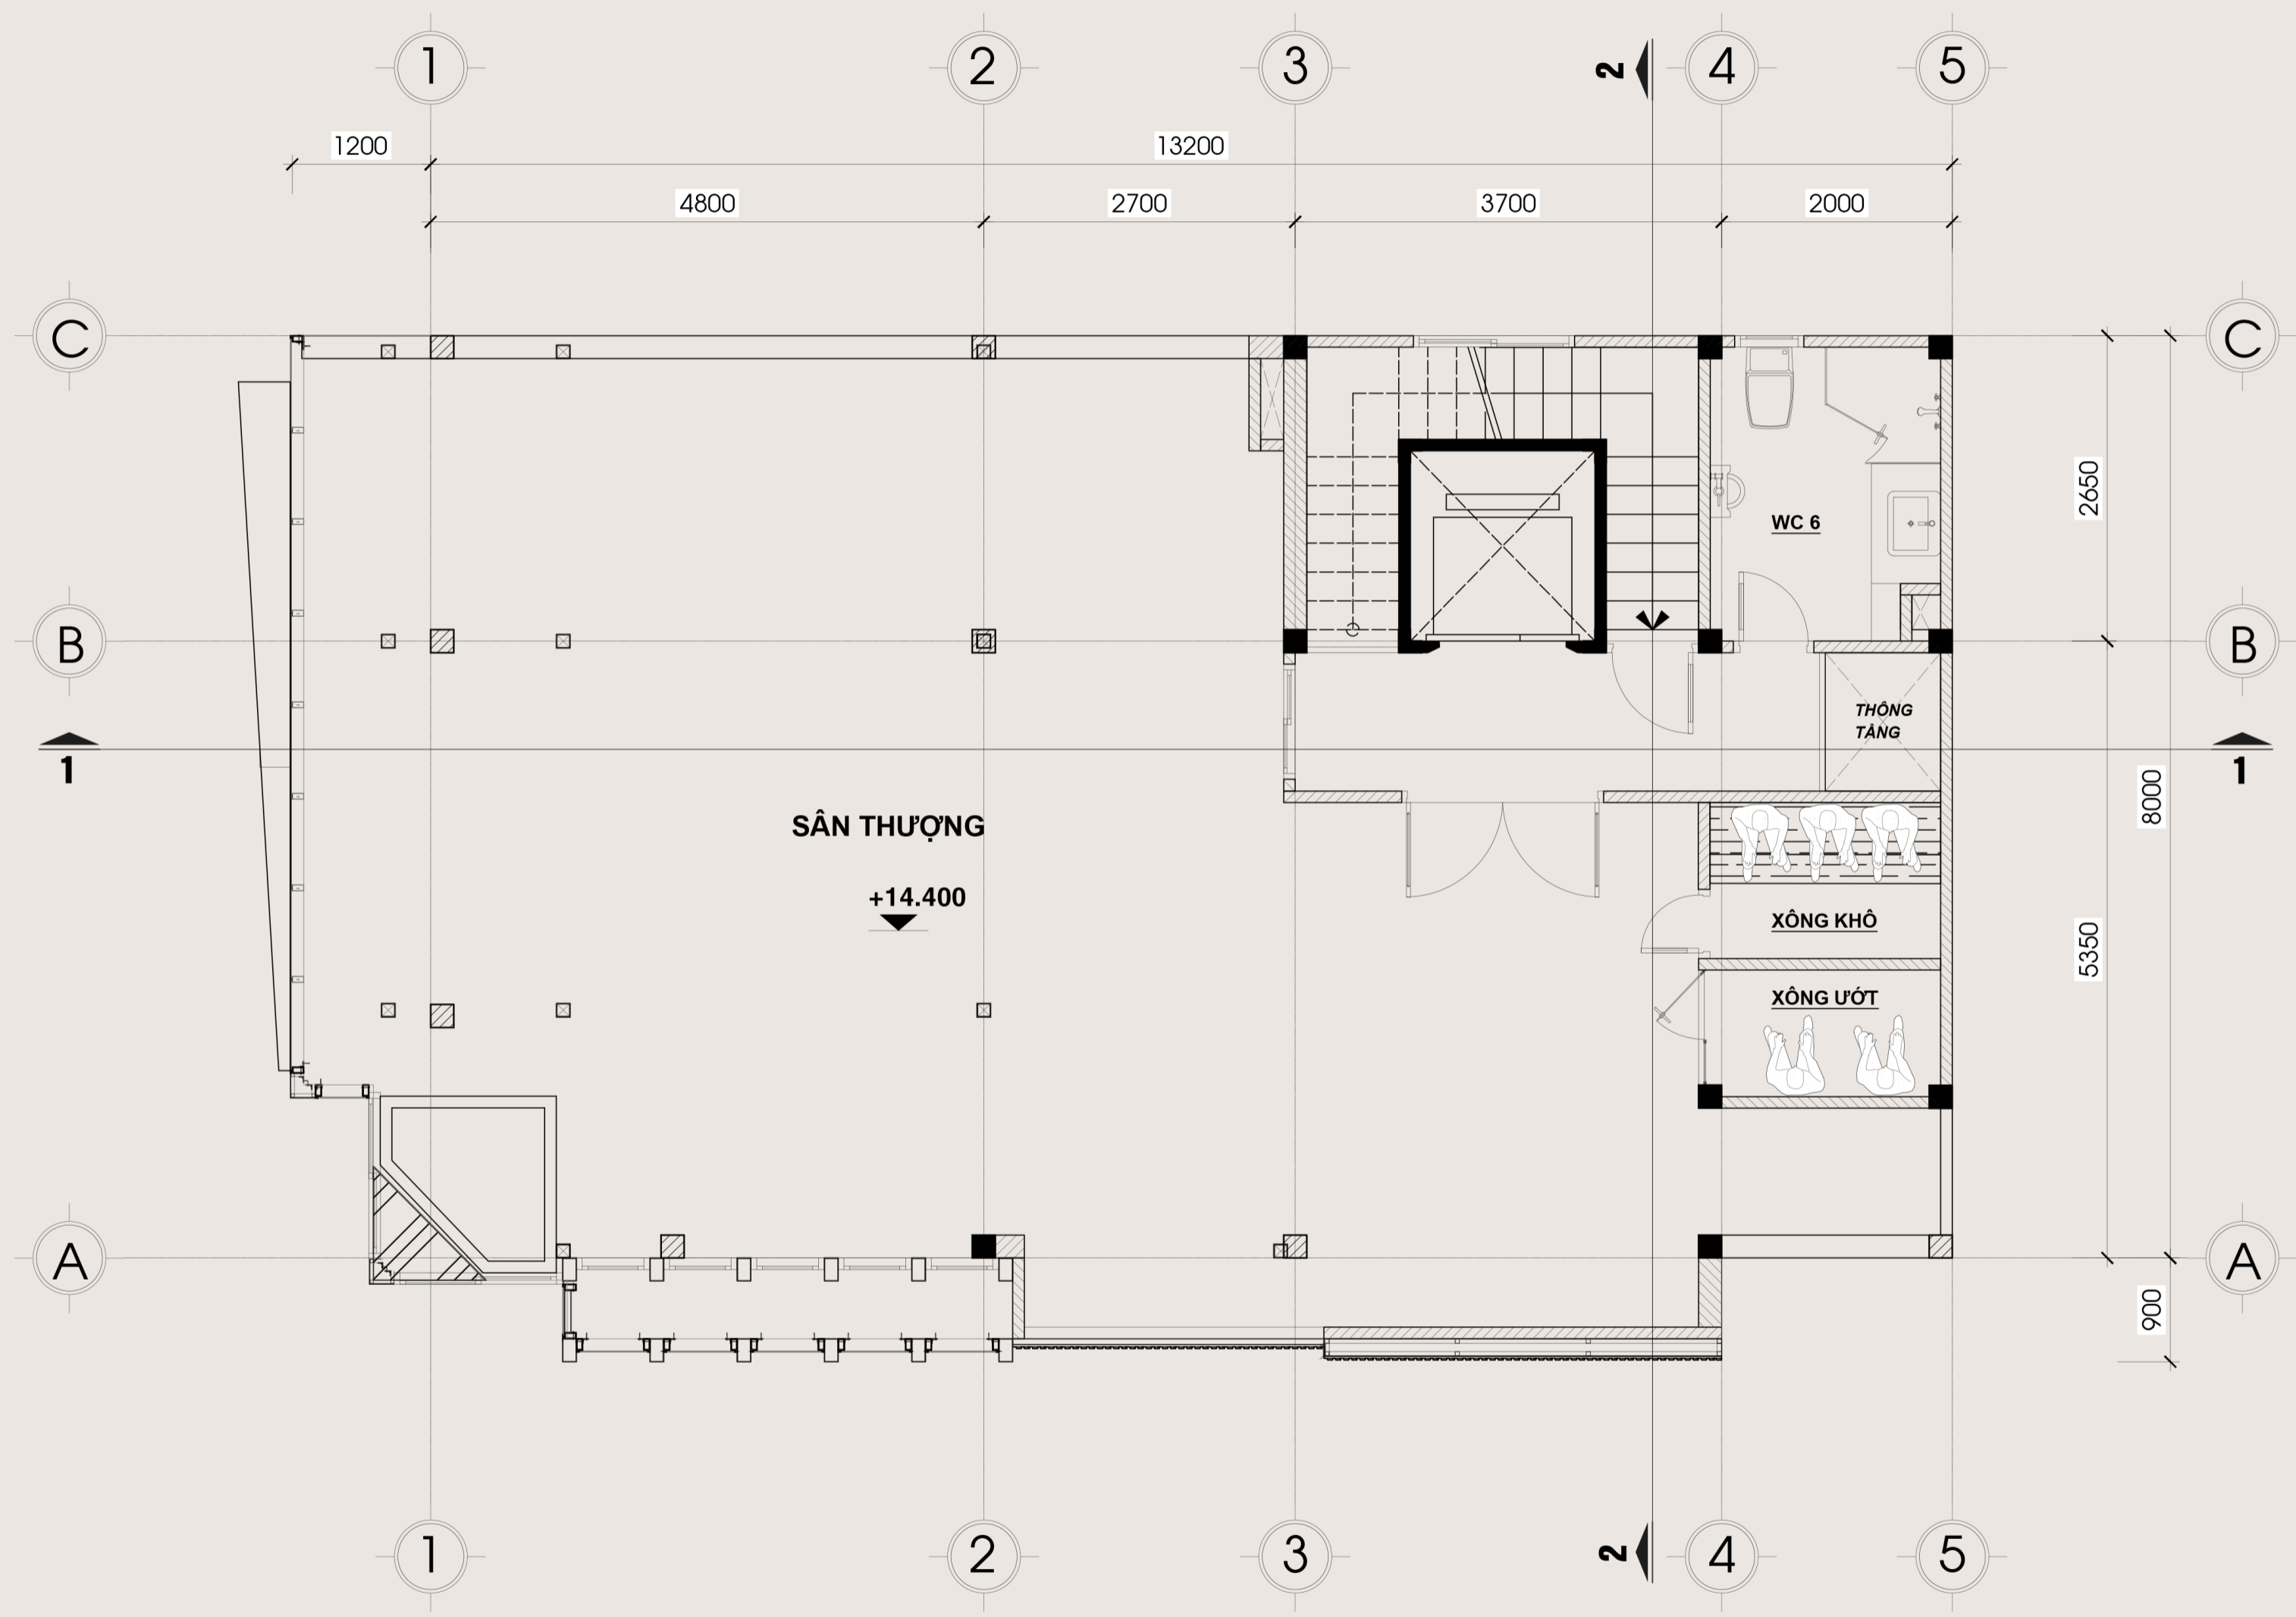 1 2 3 2 4 5
1200 13200
4800 2700 3700 2000
C C
2650
WC 6
B B
THÔNG
TẦNG
1 1
8000
SÂN THƯỢNG
+14.400
XÔNG KHÔ
5350
XÔNG ƯỚT
A A
900
1 2 3 2 4 5